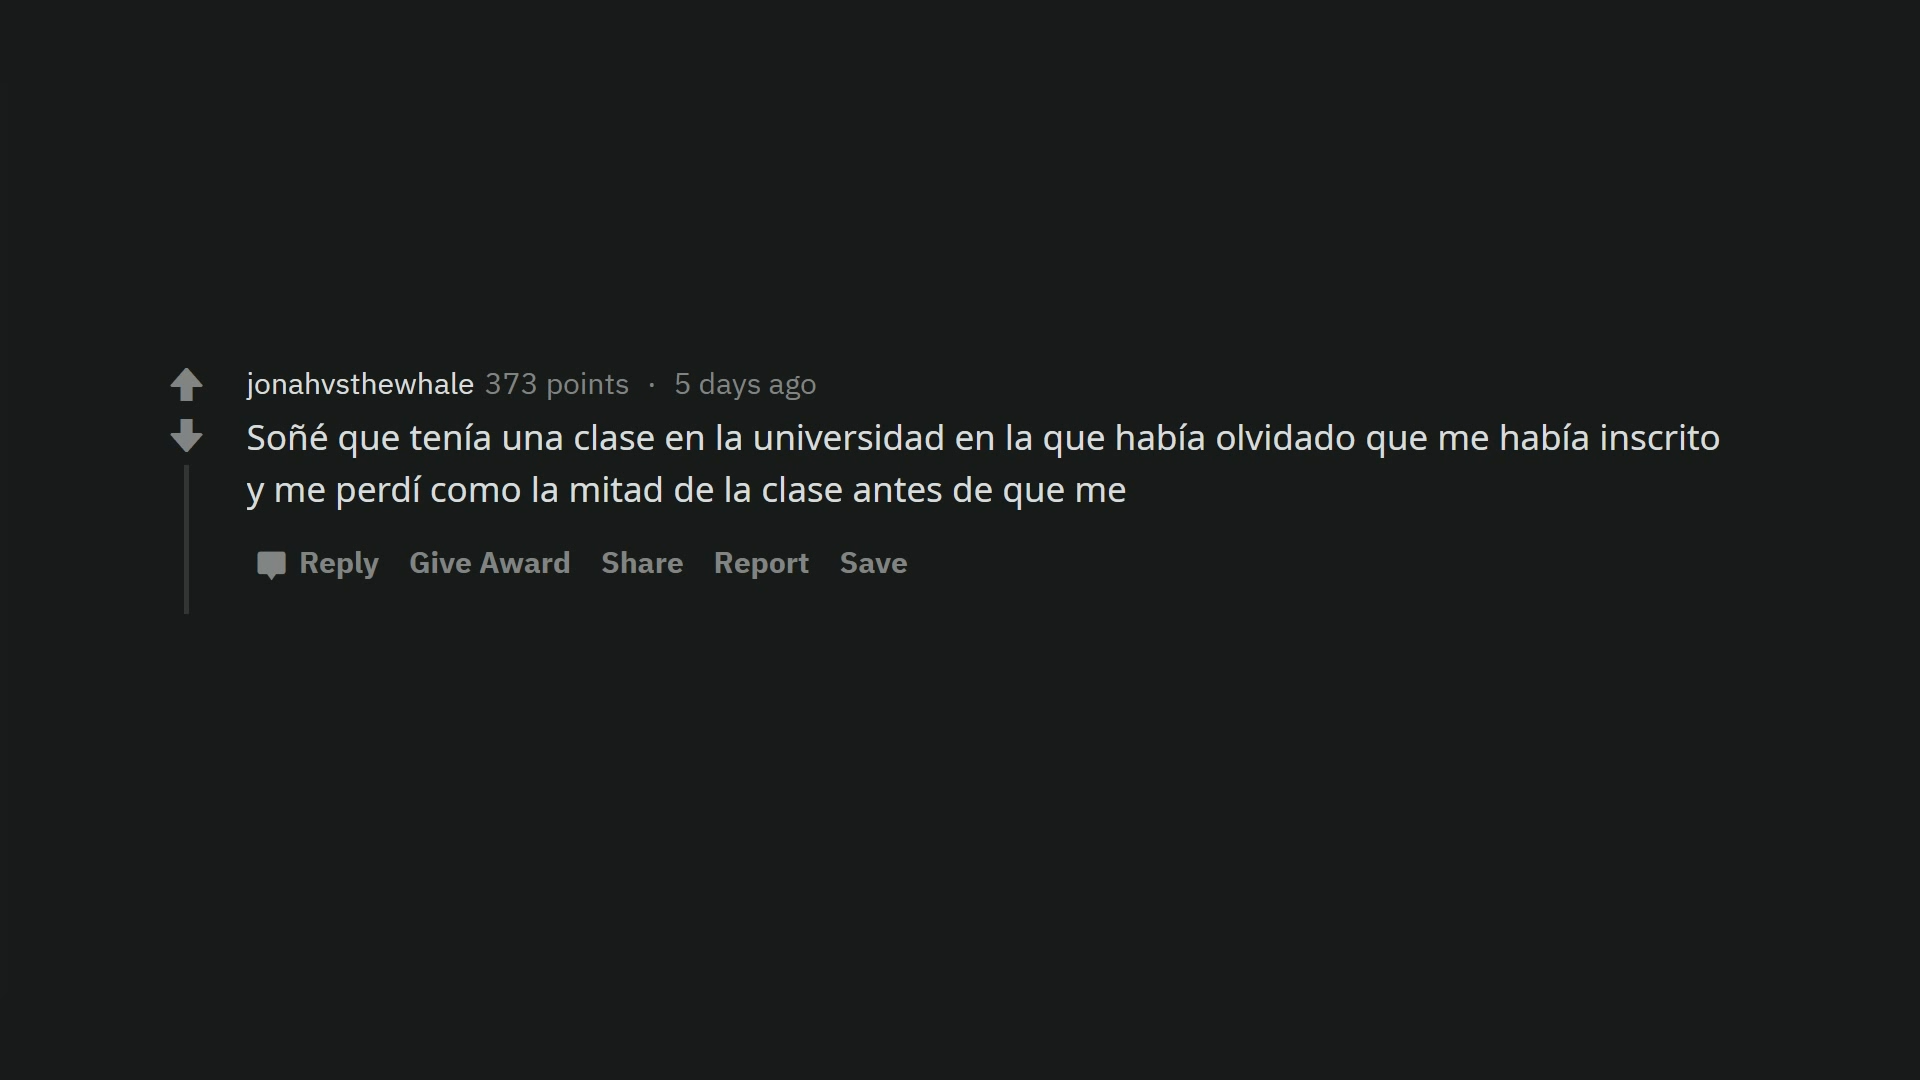 jonahvsthewhale 373 points · 5 days ago
Soñé que tenía una clase en la universidad en la que había olvidado que me había inscrito
y me perdí como la mitad de la clase antes de que me
Reply Give Award Share Report Save